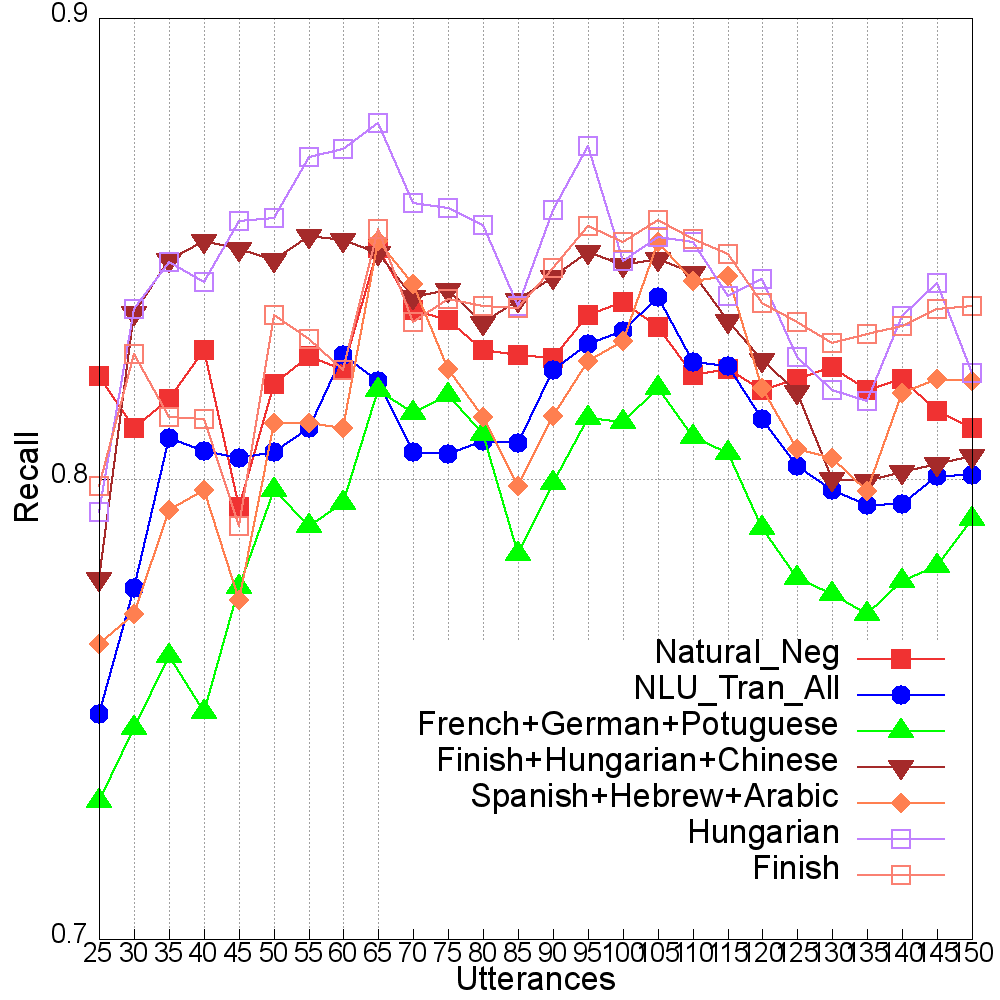 0.9
0.8
0.7
Recall
Natural_Neg
NLU_Tran_All
French+German+Potuguese
Finish+Hungarian+Chinese
Spanish+Hebrew+Arabic
Hungarian
Finish
25 30 35 40 45 50 55 60 65 70 75 80 85 90 95 100 105 110 115 120 125 130 135 140 145 150
Utterances